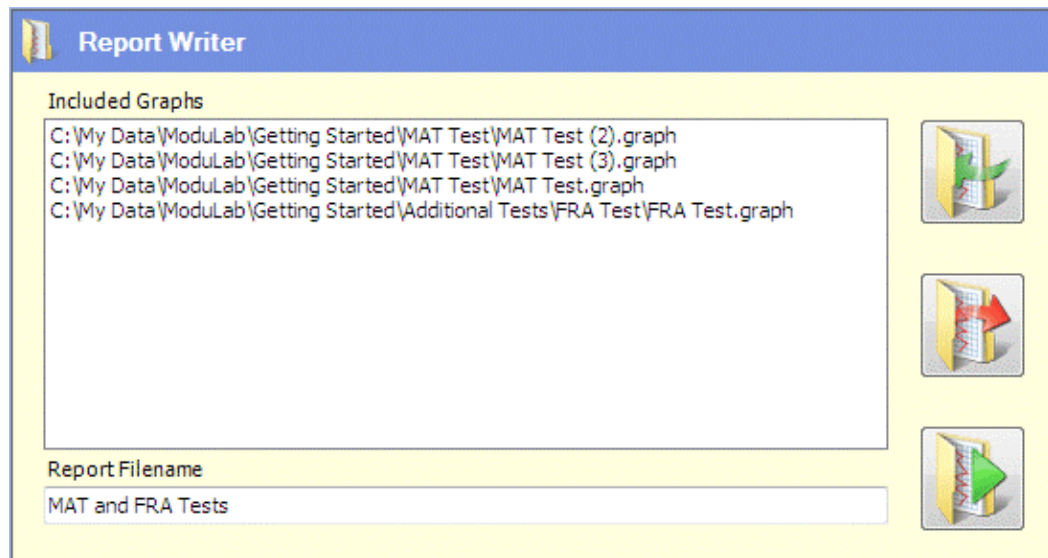 Report Writer
Included Graphs
C:\My Data\ModuLab\Getting Started\MAT Test\MAT Test (2).graph
C:\My Data\ModuLab\Getting Started\MAT Test\MAT Test (3).graph
C:\My Data\ModuLab\Getting Started\MAT Test\MAT Test.graph
C:\My Data\ModuLab\Getting Started\Additional Tests\FRA Test\FRA Test.graph
Report Filename
MAT and FRA Tests